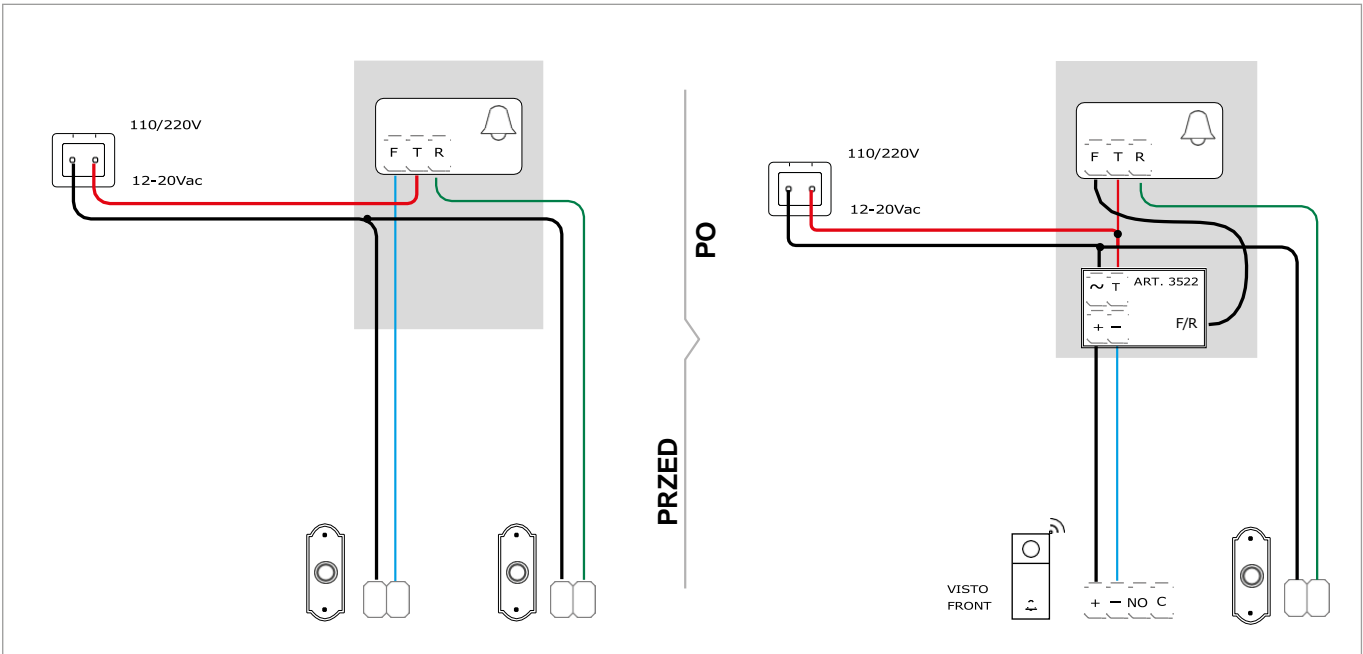 110/220V
12-20Vac
F T R
PRZED
PO
110/220V
12-20Vac
F T R
~ T ART. 3522
+ − F/R
VISTO
FRONT
+ − NO C